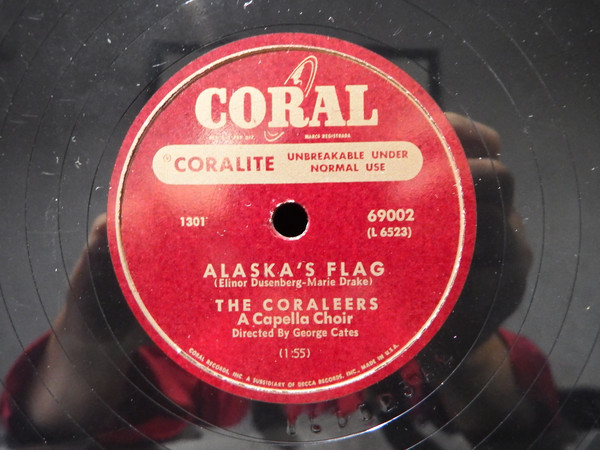 CORAL
MARCA REGISTRADA
CORALITE UNBREAKABLE UNDER
NORMAL USE
1301
69002
(L 6523)
ALASKA'S FLAG
(Elinor Dusenberg-Marie Drake)
THE CORALEERS
A Capella Choir
Directed By George Cates
(1:55)
CORAL RECORDS, INC., A SUBSIDIARY OF DECCA RECORDS, INC., MADE IN U.S.A.